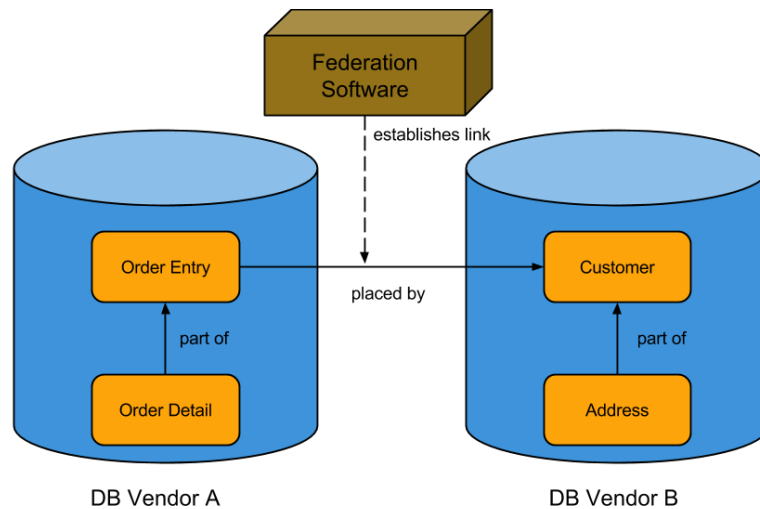 Federation
Software
establishes link
Order Entry
Customer
placed by
part of
part of
Order Detail
Address
DB Vendor A
DB Vendor B